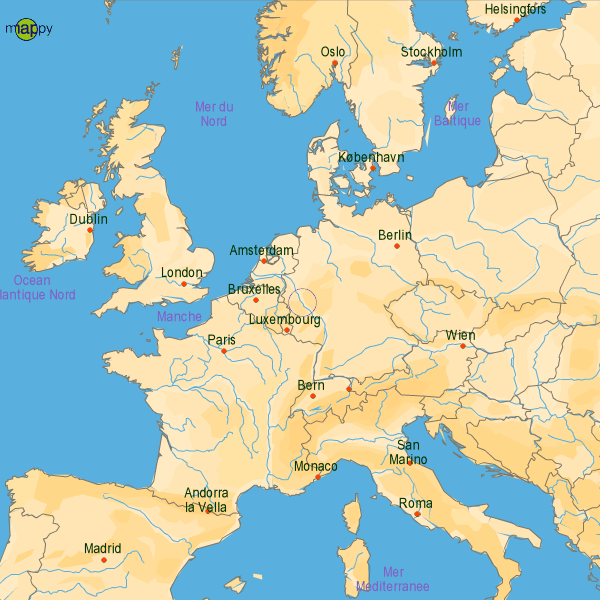 Helsingfors
mappy
Oslo
Stockholm
Mer du
Nord
Mer
Baltique
København
Dublin
Berlin
Amsterdam
London
Ocean
lantique Nord
Bruxelles
Manche
Luxembourg
Paris
Wien
Bern
San
Marino
Monaco
Andorra
la Vella
Roma
Madrid
Mer
Mediterranee